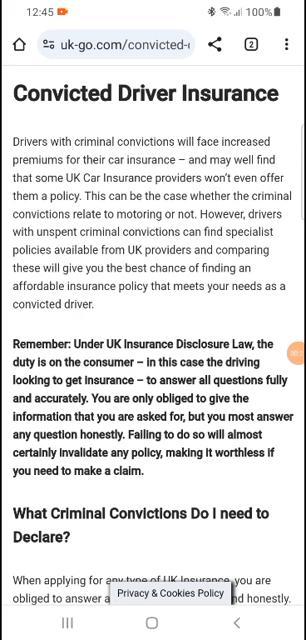 12:45
100%
uk-go.com/convicted-
2
Convicted Driver Insurance
Drivers with criminal convictions will face increased
premiums for their car insurance – and may well find
that some UK Car Insurance providers won't even offer
them a policy. This can be the case whether the criminal
convictions relate to motoring or not. However, drivers
with unspent criminal convictions can find specialist
policies available from UK providers and comparing
these will give you the best chance of finding an
affordable insurance policy that meets your needs as a
convicted driver.
Remember: Under UK Insurance Disclosure Law, the
duty is on the consumer – in this case the driving
looking to get insurance – to answer all questions fully
and accurately. You are only obliged to give the
information that you are asked for, but you most answer
any question honestly. Failing to do so will almost
certainly invalidate any policy, making it worthless if
you need to make a claim.
What Criminal Convictions Do I need to
Declare?
When applying for any type of UK Insurance, you are
obliged to answer a nd honestly.
Privacy & Cookies Policy